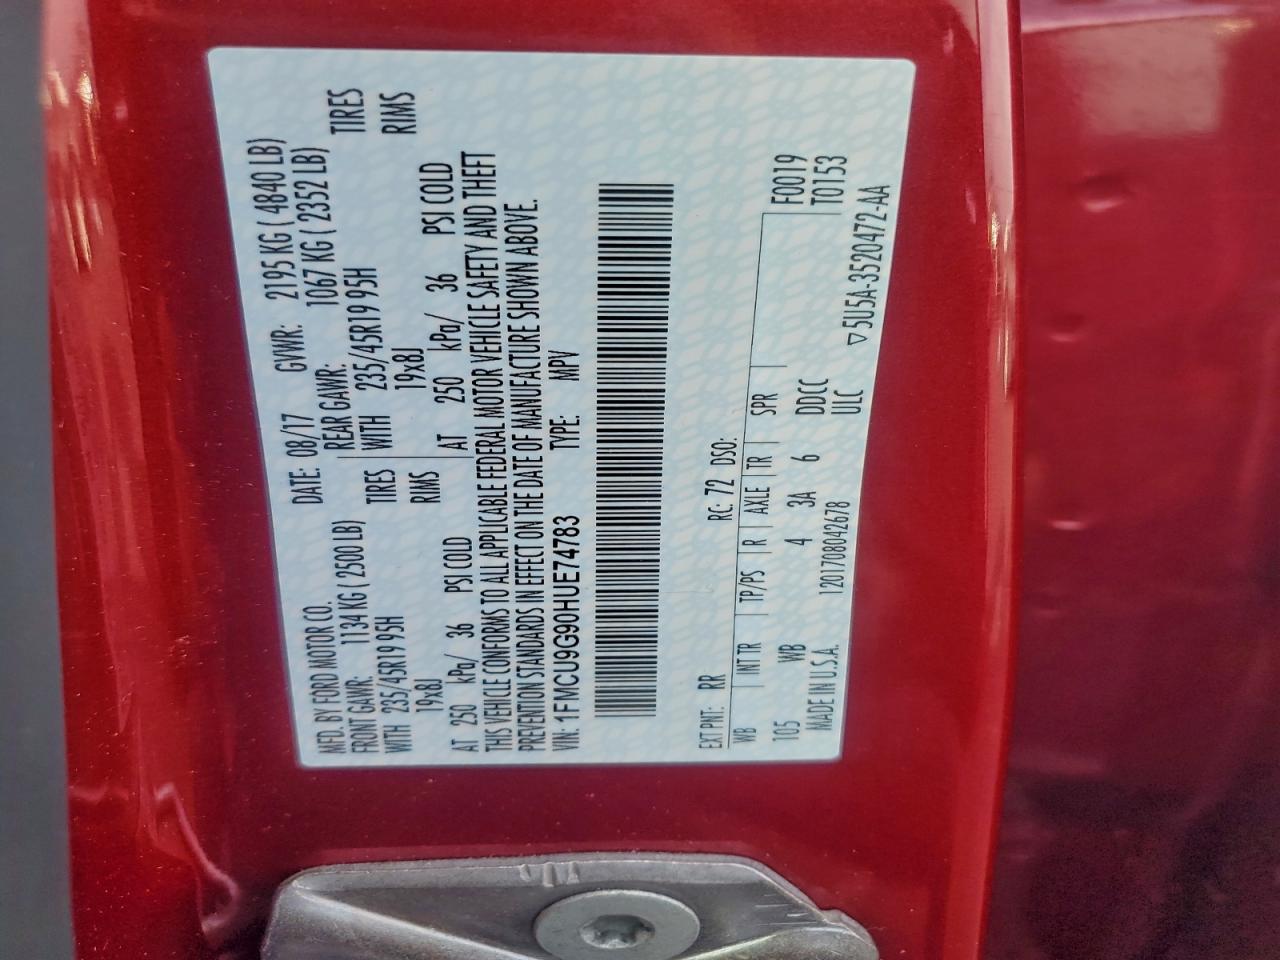 MFD. BY FORD MOTOR CO.
DATE: 08/17 GVWR: 2195 KG ( 4840 LB)
FRONT GAWR: 1134 KG ( 2500 LB)
REAR GAWR: 1067 KG ( 2352 LB)
WITH 235/45R19 95H TIRES
WITH 235/45R19 95H TIRES
19x8J RIMS
19x8J RIMS
AT 250 kPa/ 36 PSI COLD
AT 250 kPa/ 36 PSI COLD
THIS VEHICLE CONFORMS TO ALL APPLICABLE FEDERAL MOTOR VEHICLE SAFETY AND THEFT
PREVENTION STANDARDS IN EFFECT ON THE DATE OF MANUFACTURE SHOWN ABOVE.
VIN: 1FMCU9G90HUE74783 TYPE: MPV
EXT PNT: RR RC: 72 DSO: F0019
WB INT TR TP/PS R AXLE TR SPR T0153
105 WB 4 3A 6 DDCC
MADE IN U.S.A. 1201708042678 ULC
▽5U5A-3520472-AA